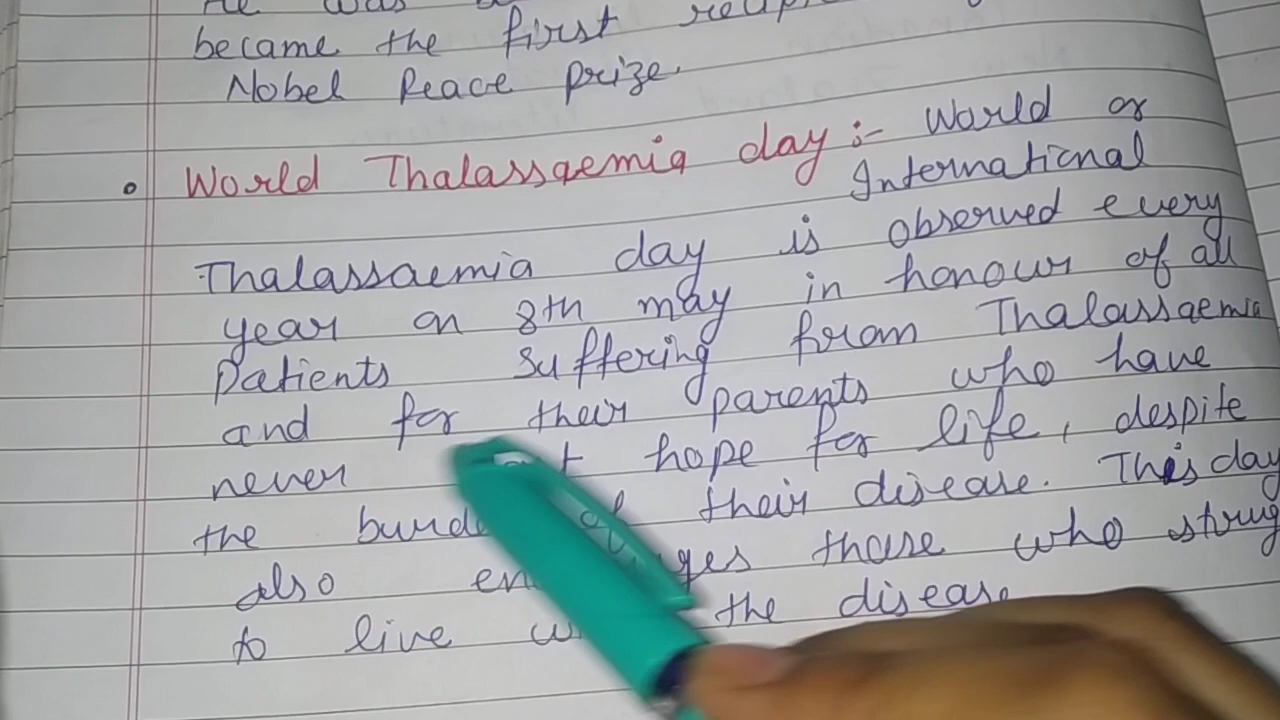 He was
became the first
Nobel Peace prize.
• World Thalassaemia day :- World or
International
Thalassaemia day is observed every
year on 8th may in honour of all
Patients suffering from Thalassaemia
and for their parents who have
never hope for life, despite
the of their disease. This day
also those who
to live the disease